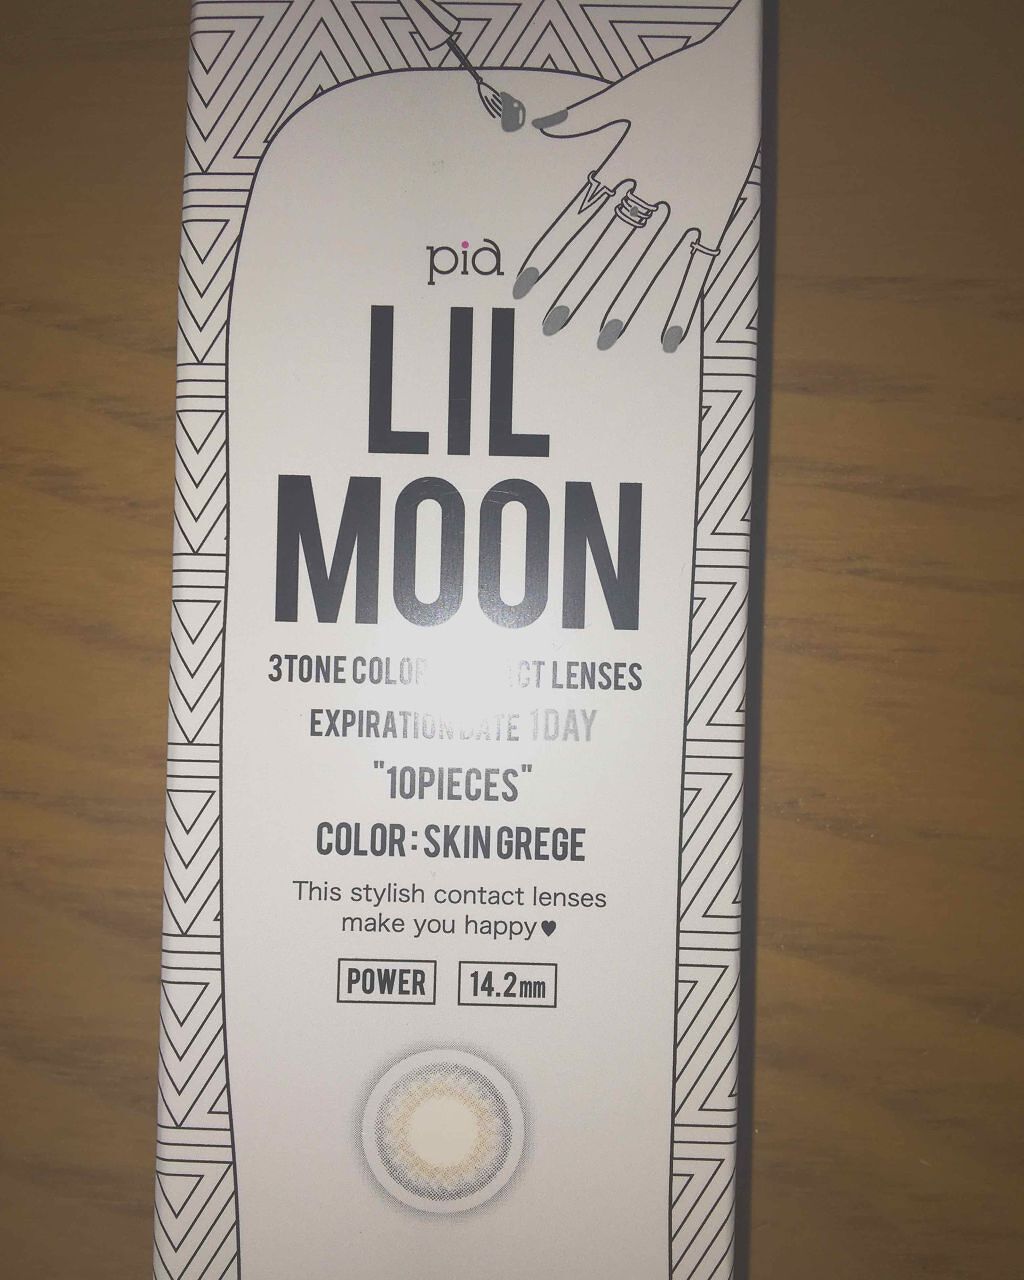 pia
LIL
MOON
3TONE COLOR LENSES
EXPIRATION DATE 1DAY
"10PIECES"
COLOR: SKIN GREGE
This stylish contact lenses
make you happy♥
POWER 14.2mm